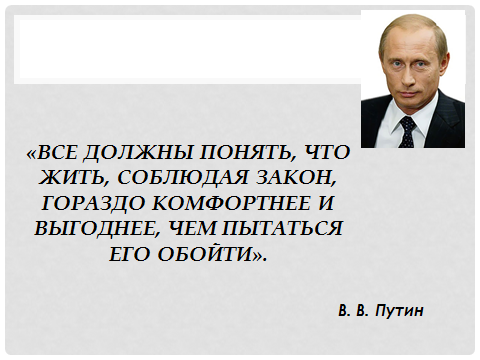 «ВСЕ ДОЛЖНЫ ПОНЯТЬ, ЧТО
ЖИТЬ, СОБЛЮДАЯ ЗАКОН,
ГОРАЗДО КОМФОРТНЕЕ И
ВЫГОДНЕЕ, ЧЕМ ПЫТАТЬСЯ
ЕГО ОБОЙТИ».
В. В. Путин